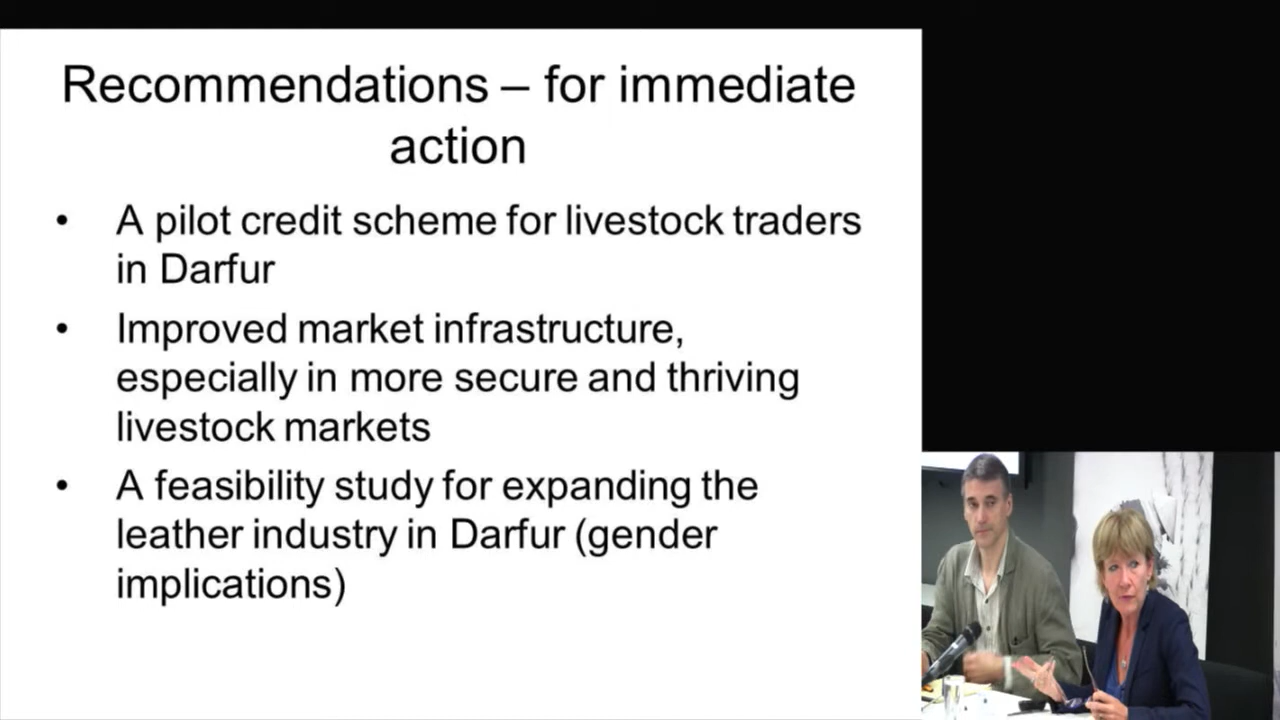 Recommendations – for immediate
action
• A pilot credit scheme for livestock traders
in Darfur
• Improved market infrastructure,
especially in more secure and thriving
livestock markets
• A feasibility study for expanding the
leather industry in Darfur (gender
implications)